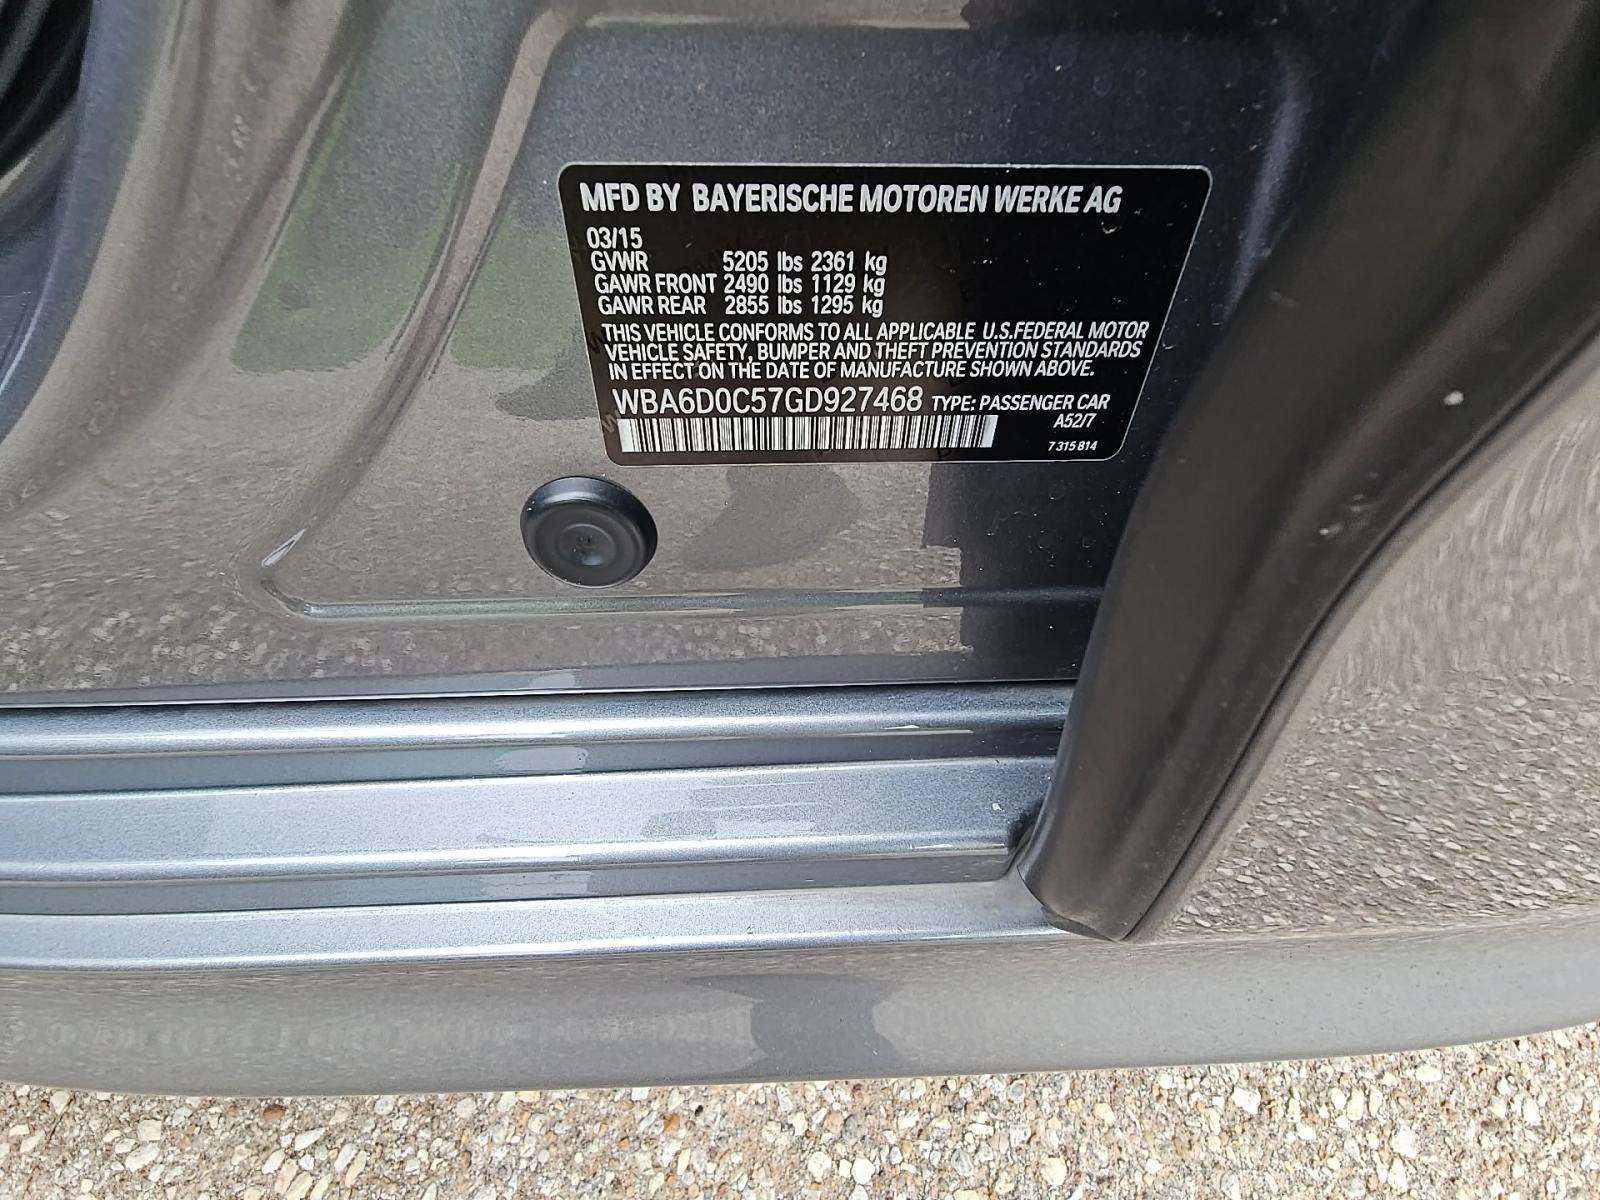 MFD BY BAYERISCHE MOTOREN WERKE AG
03/15
GVWR 5205 lbs 2361 kg
GAWR FRONT 2490 lbs 1129 kg
GAWR REAR 2855 lbs 1295 kg
THIS VEHICLE CONFORMS TO ALL APPLICABLE U.S.FEDERAL MOTOR
VEHICLE SAFETY, BUMPER AND THEFT PREVENTION STANDARDS
IN EFFECT ON THE DATE OF MANUFACTURE SHOWN ABOVE.
WBA6D0C57GD927468 TYPE: PASSENGER CAR
A52/7
7 315 814